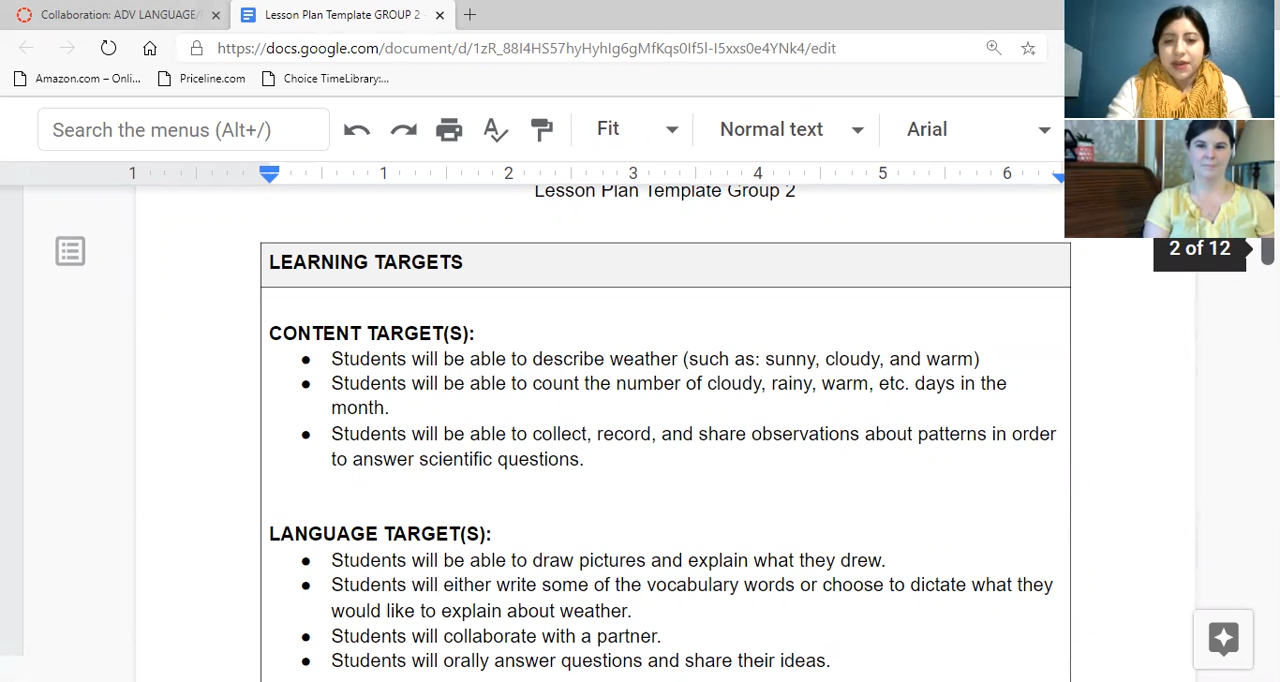 Collaboration: ADV LANGUAGE/
Lesson Plan Template GROUP 2 -
https://docs.google.com/document/d/1zR_88I4HS57hyHyhIg6gMfKqs0If5l-I5xxs0e4YNk4/edit
Amazon.com – Onli...
Priceline.com
Choice TimeLibrary:...
Search the menus (Alt+/)
Fit
Normal text
Arial
1 1 2 3 4 5 6
Lesson Plan Template Group 2
2 of 12
LEARNING TARGETS
CONTENT TARGET(S):
● Students will be able to describe weather (such as: sunny, cloudy, and warm)
● Students will be able to count the number of cloudy, rainy, warm, etc. days in the
month.
● Students will be able to collect, record, and share observations about patterns in order
to answer scientific questions.
LANGUAGE TARGET(S):
● Students will be able to draw pictures and explain what they drew.
● Students will either write some of the vocabulary words or choose to dictate what they
would like to explain about weather.
● Students will collaborate with a partner.
● Students will orally answer questions and share their ideas.